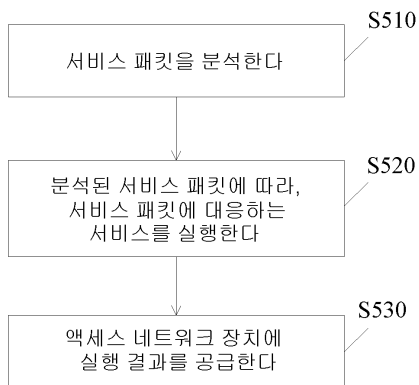 S510
서비스 패킷을 분석한다
S520
분석된 서비스 패킷에 따라,
서비스 패킷에 대응하는
서비스를 실행한다
S530
액세스 네트워크 장치에
실행 결과를 공급한다